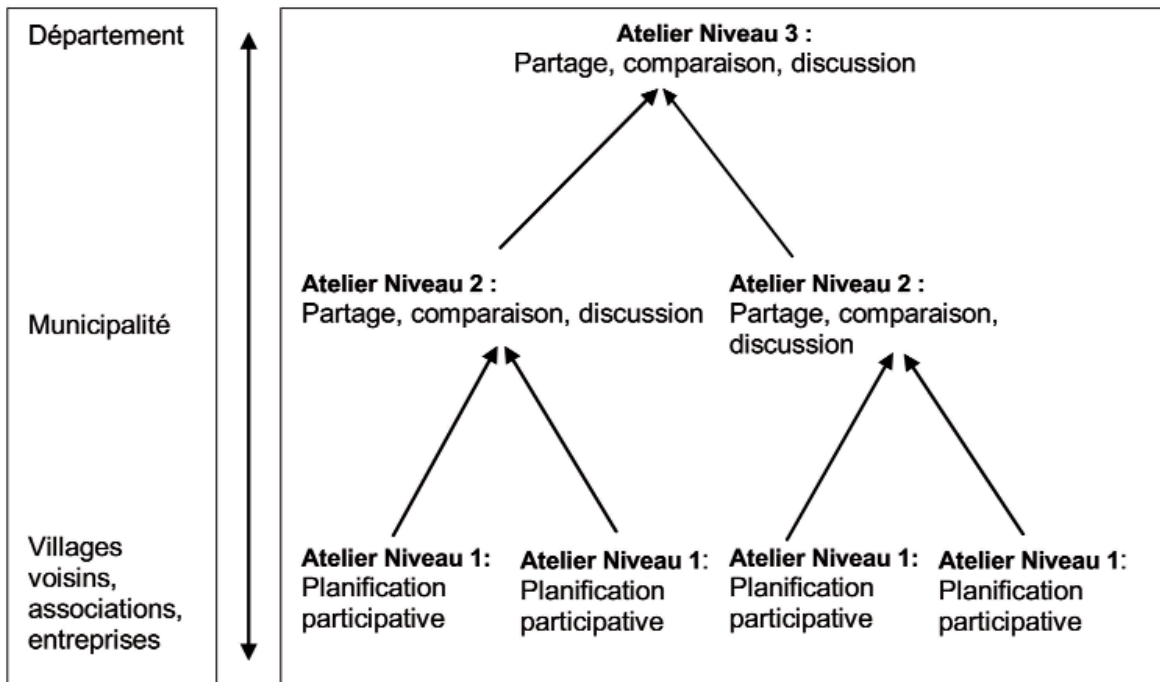 Département
Atelier Niveau 3 :
Partage, comparaison, discussion
Municipalité
Atelier Niveau 2 :
Partage, comparaison, discussion
Atelier Niveau 2 :
Partage, comparaison,
discussion
Villages
voisins,
associations,
entreprises
Atelier Niveau 1:
Planification
participative
Atelier Niveau 1:
Planification
participative
Atelier Niveau 1:
Planification
participative
Atelier Niveau 1:
Planification
participative